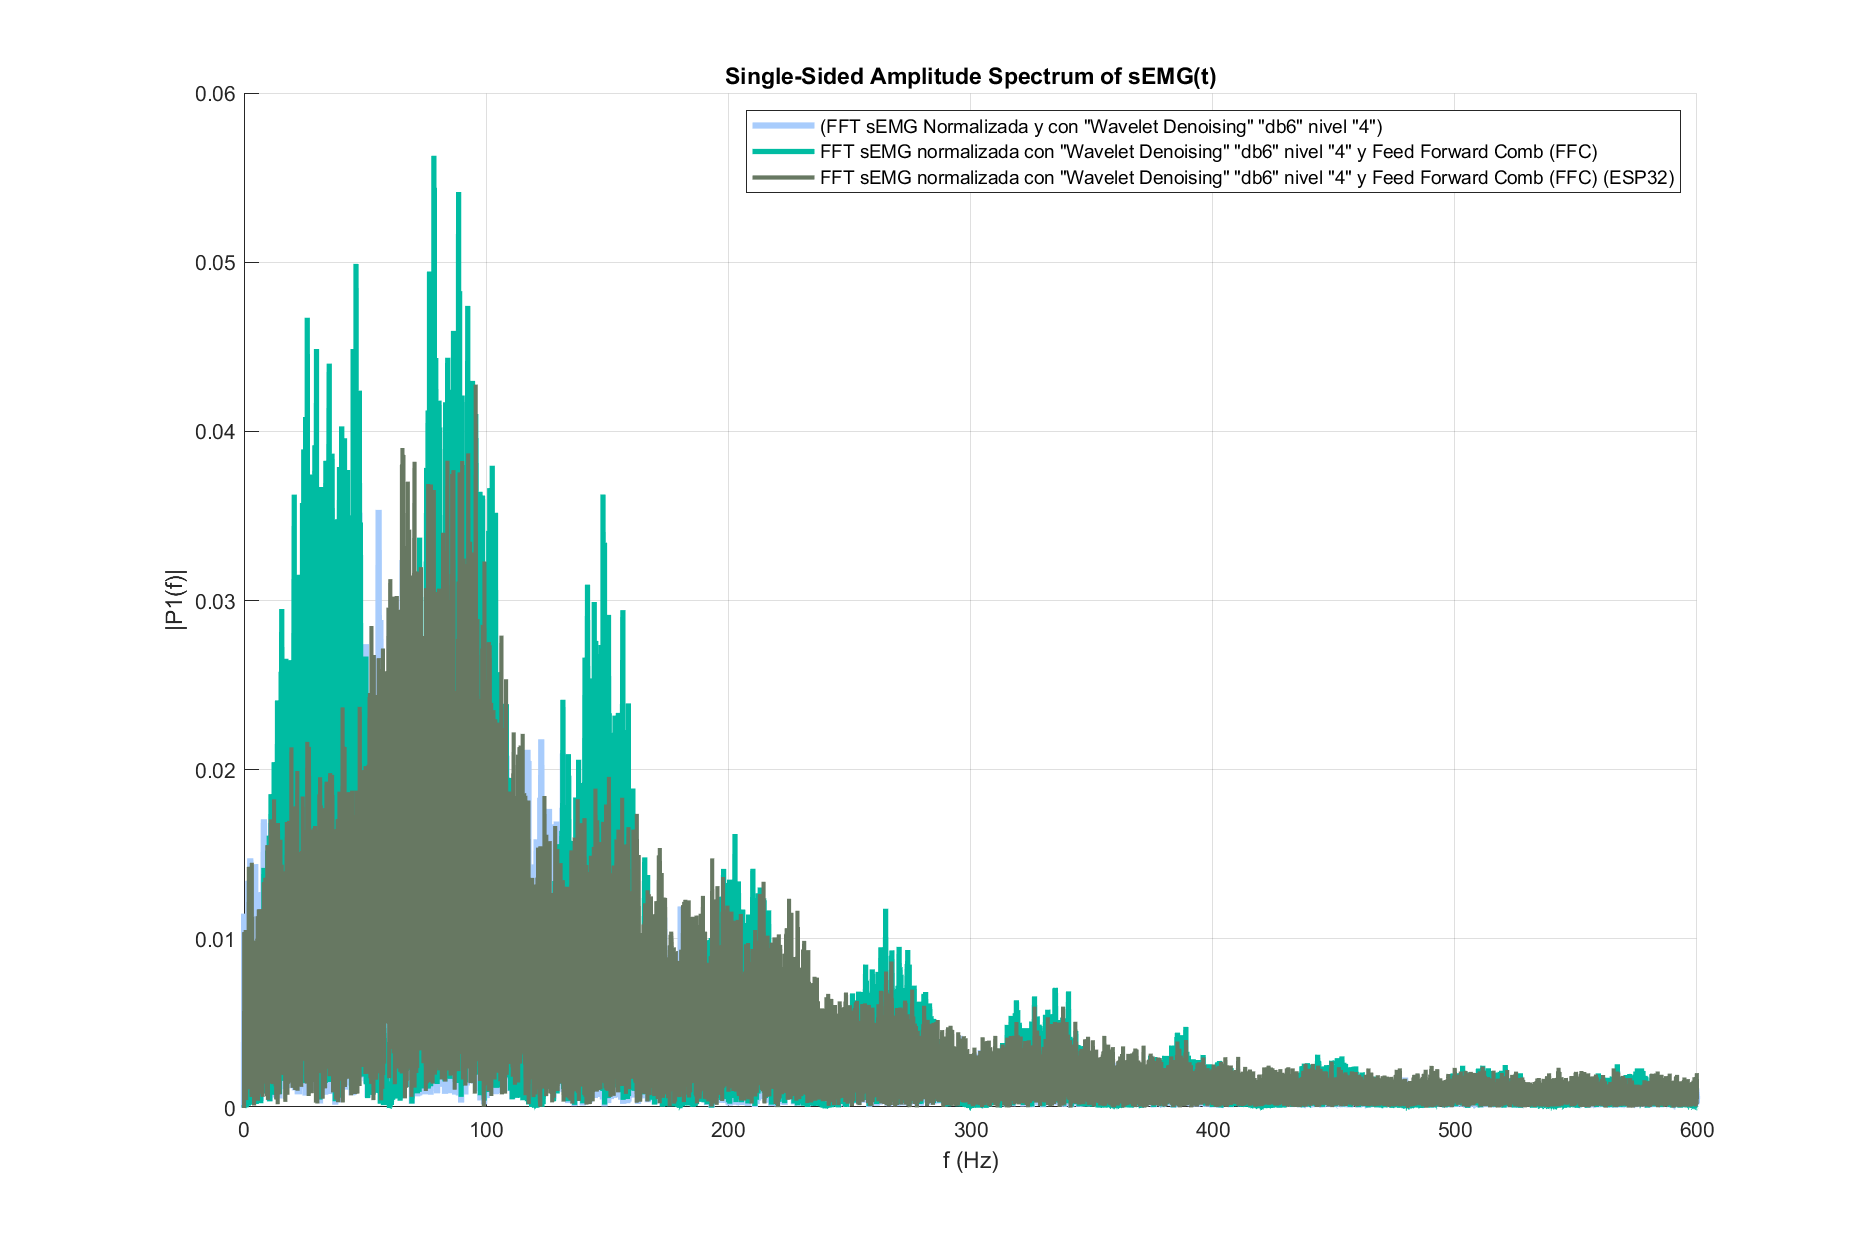 Single-Sided Amplitude Spectrum of sEMG(t)
(FFT sEMG Normalizada y con "Wavelet Denoising" "db6" nivel "4")
FFT sEMG normalizada con "Wavelet Denoising" "db6" nivel "4" y Feed Forward Comb (FFC)
FFT sEMG normalizada con "Wavelet Denoising" "db6" nivel "4" y Feed Forward Comb (FFC) (ESP32)
|P1(f)|
0.06
0.05
0.04
0.03
0.02
0.01
0
0 100 200 300 400 500 600
f (Hz)